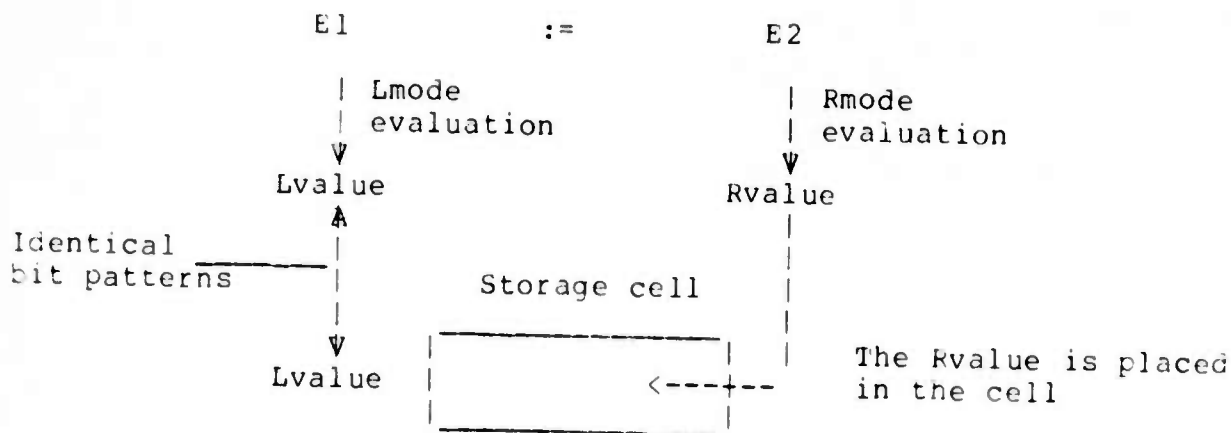 E1 := E2
Lmode
evaluation
Rmode
evaluation
Lvalue
Rvalue
Identical
bit patterns
Storage cell
Lvalue
The Rvalue is placed
in the cell